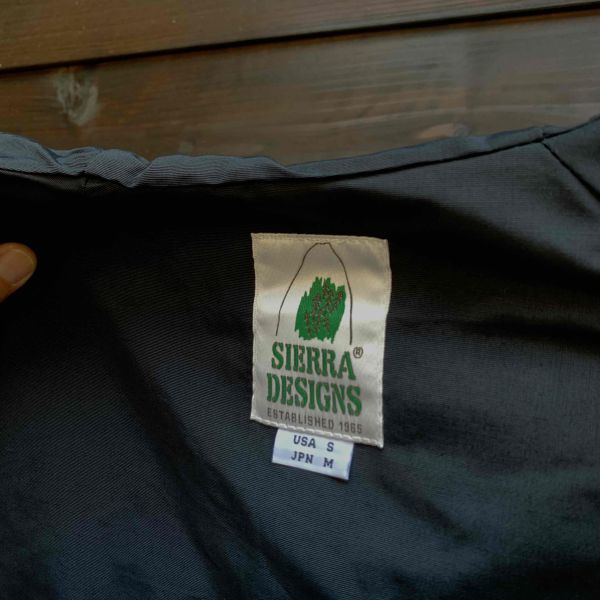 SIERRA®
DESIGNS
ESTABLISHED 1965
USA S
JPN M